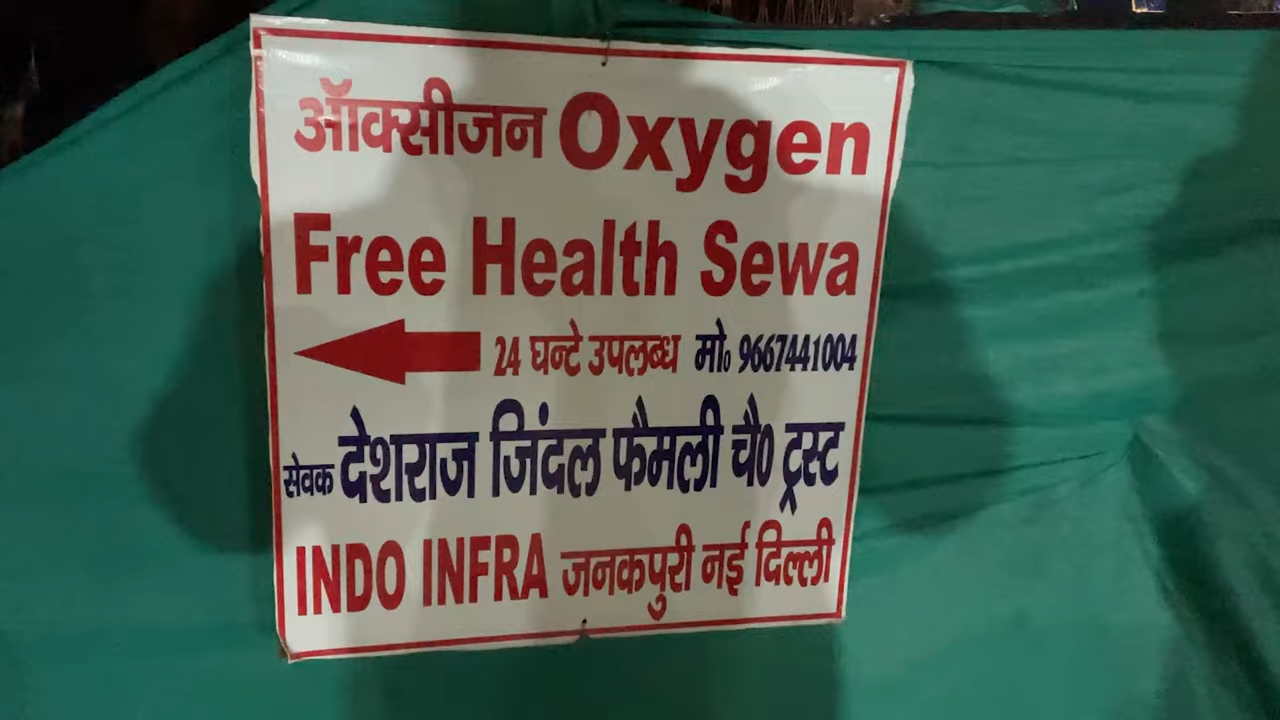 ऑक्सीजन Oxygen
Free Health Sewa
24 घन्टे उपलब्ध मो० 9667441004
सेवक देशराज जिंदल फैमली चै0 ट्रस्ट
INDO INFRA जनकपुरी नई दिल्ली